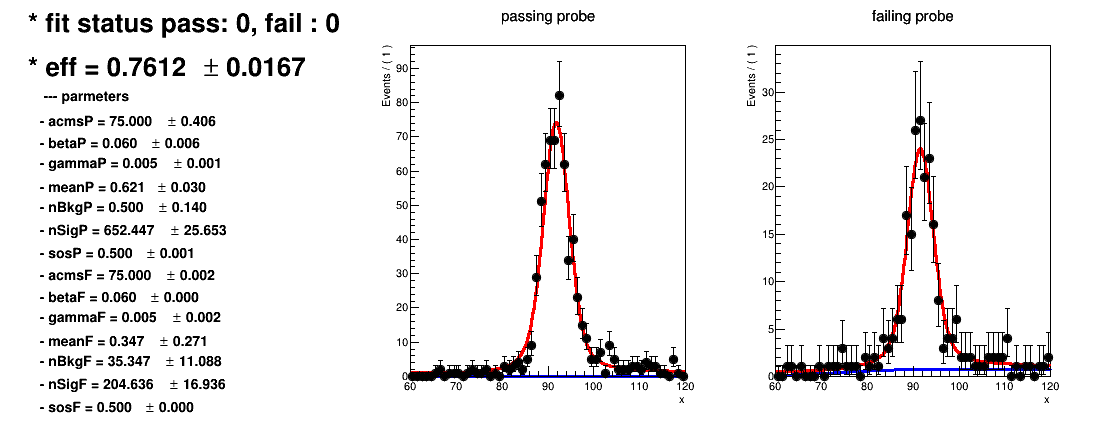 * fit status pass: 0, fail : 0
* eff = 0.7612 ± 0.0167
--- parmeters
- acmsP = 75.000 ± 0.406
- betaP = 0.060 ± 0.006
- gammaP = 0.005 ± 0.001
- meanP = 0.621 ± 0.030
- nBkgP = 0.500 ± 0.140
- nSigP = 652.447 ± 25.653
- sosP = 0.500 ± 0.001
- acmsF = 75.000 ± 0.002
- betaF = 0.060 ± 0.000
- gammaF = 0.005 ± 0.002
- meanF = 0.347 ± 0.271
- nBkgF = 35.347 ± 11.088
- nSigF = 204.636 ± 16.936
- sosF = 0.500 ± 0.000
passing probe
Events / ( 1 )
90
80
70
60
50
40
30
20
10
0
60 70 80 90 100 110 120
x
failing probe
Events / ( 1 )
30
25
20
15
10
5
0
60 70 80 90 100 110 120
x